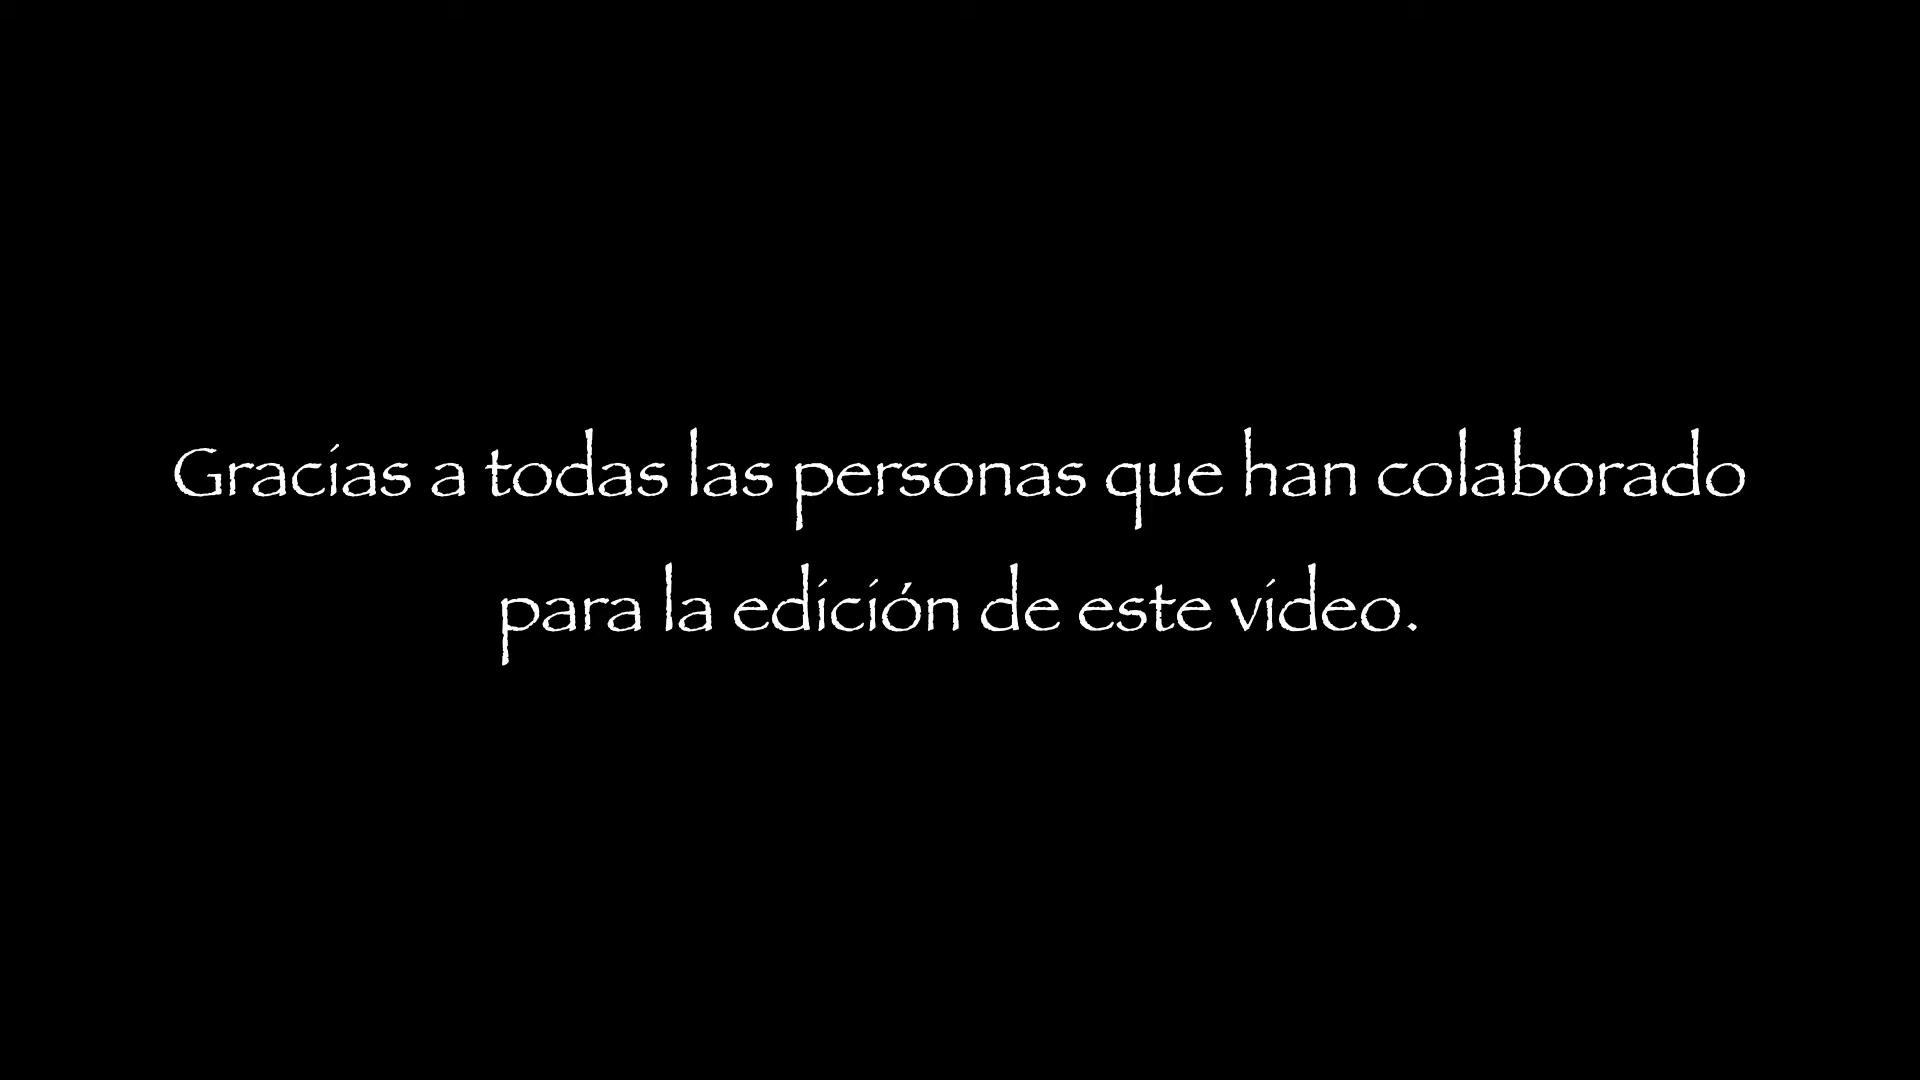 Gracias a todas las personas que han colaborado
para la edición de este video.